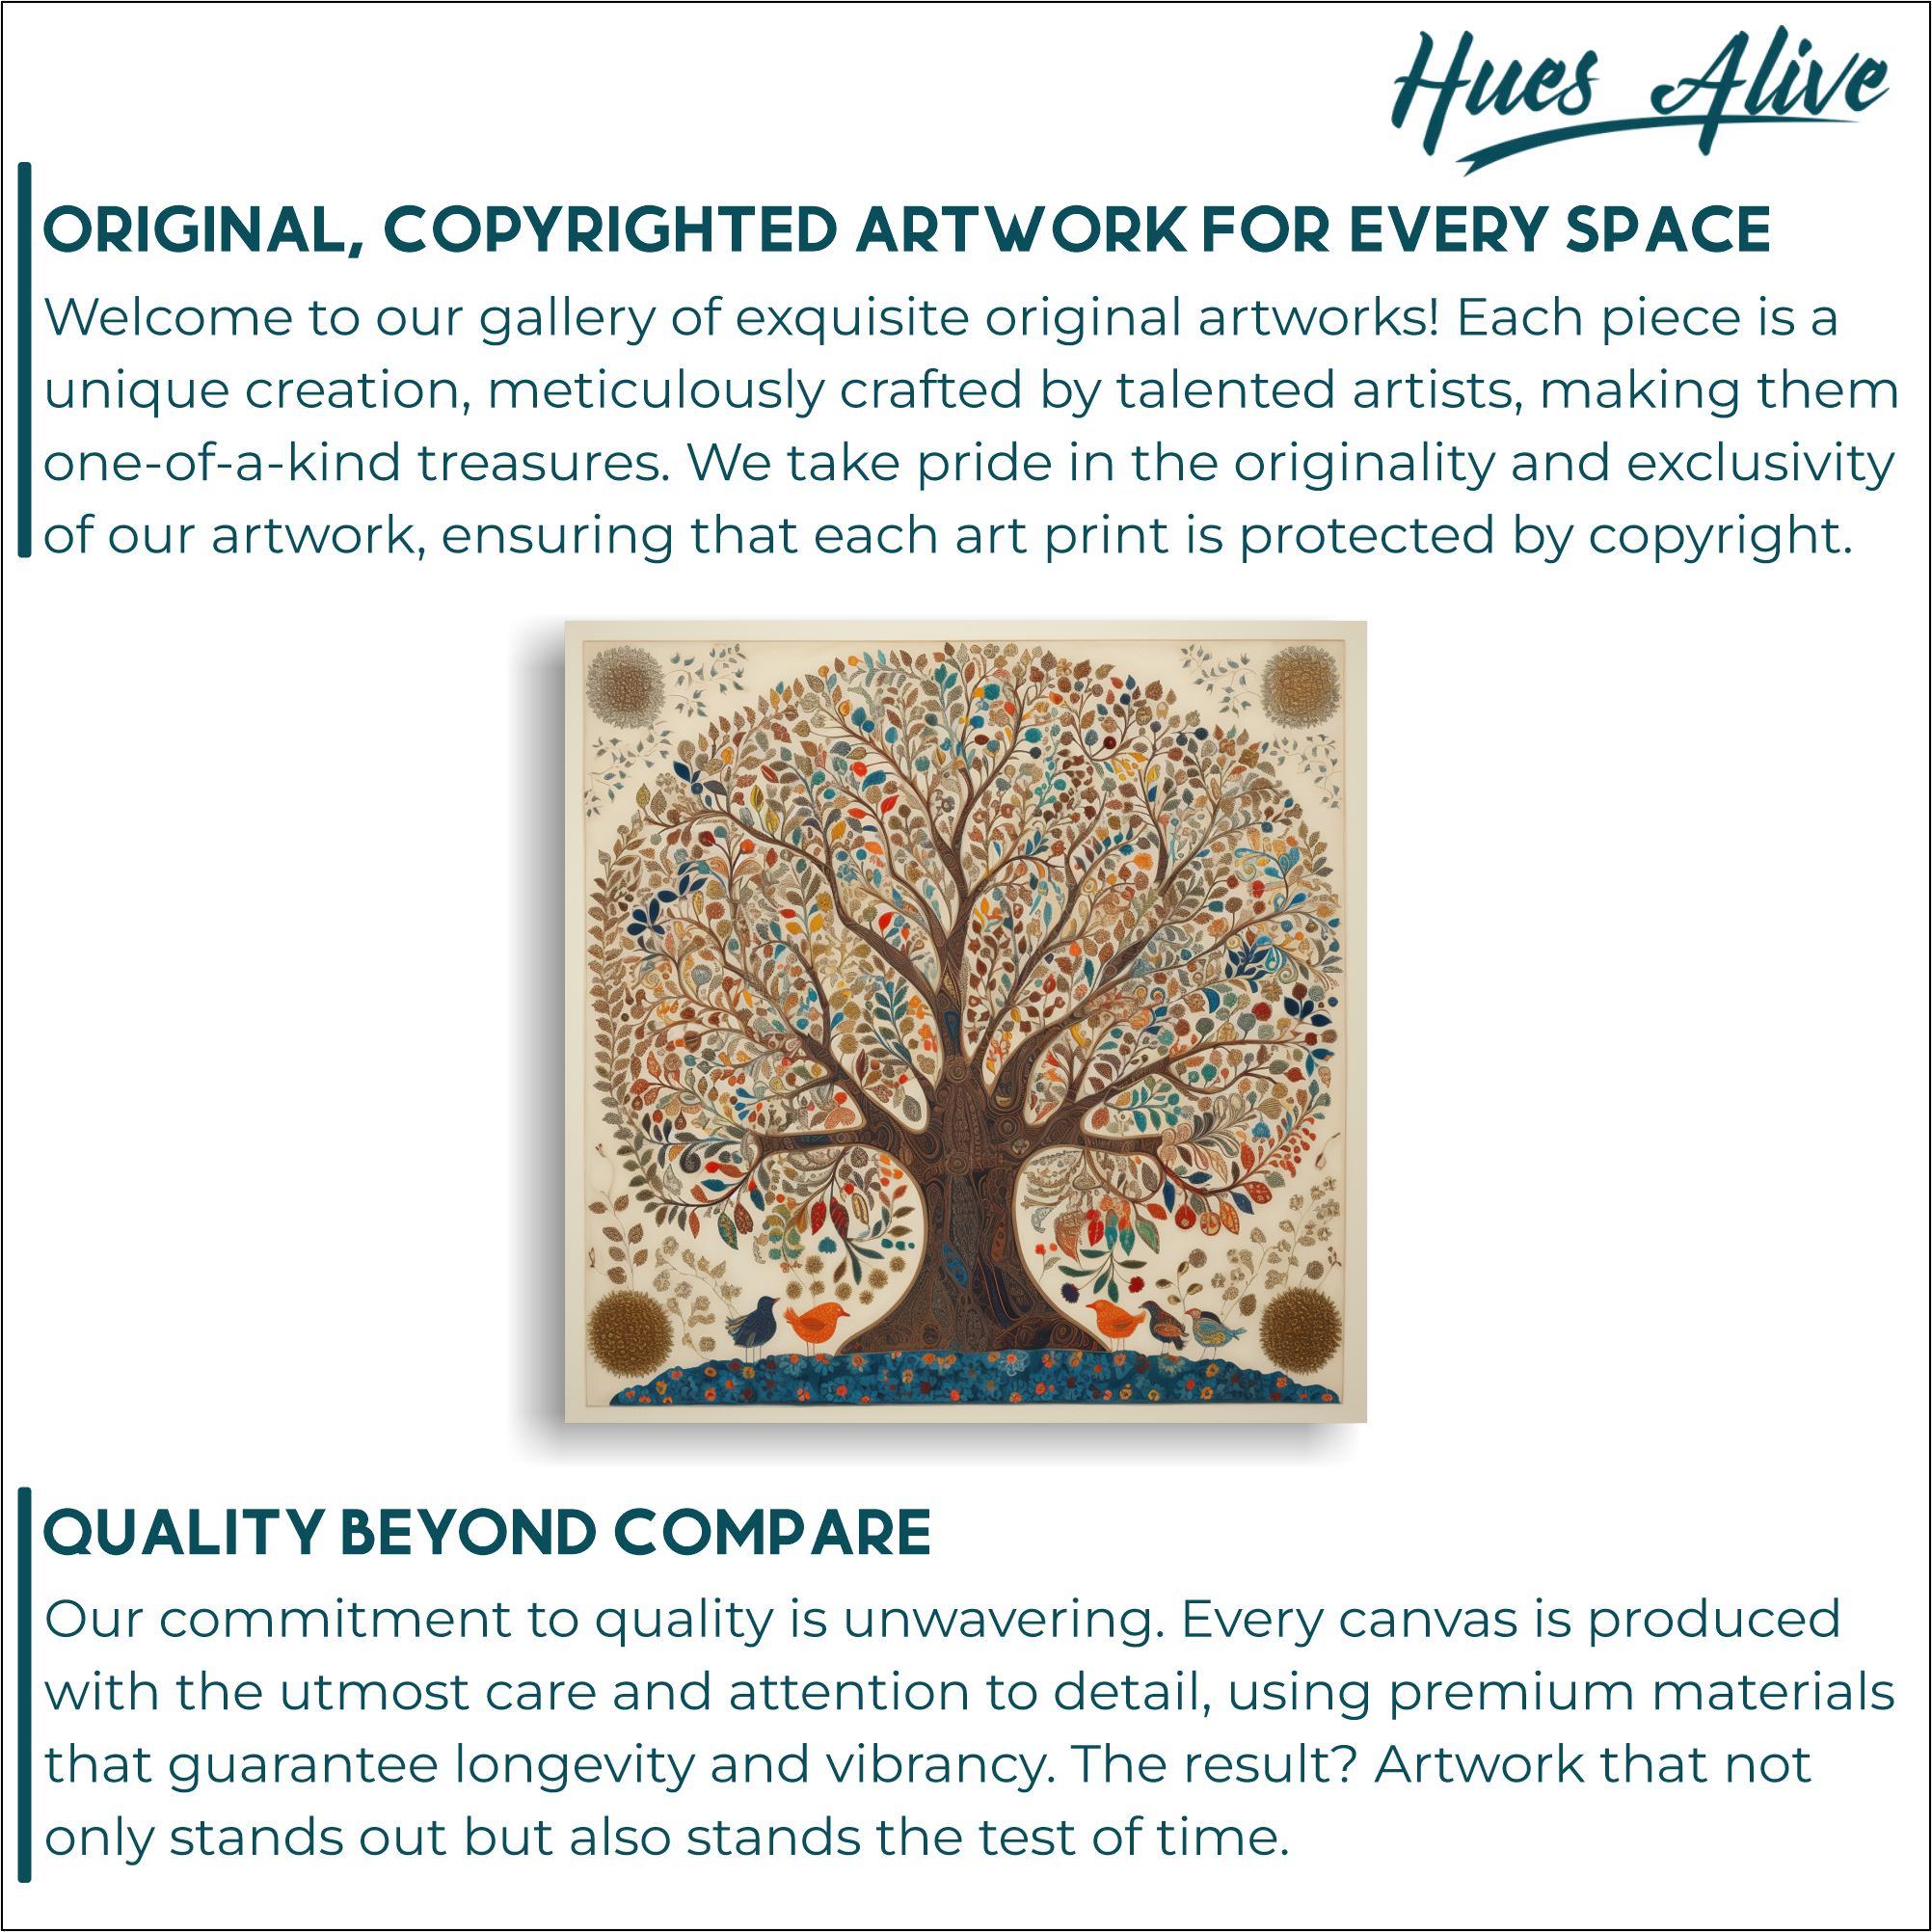 Hues Alive
ORIGINAL, COPYRIGHTED ARTWORK FOR EVERY SPACE
Welcome to our gallery of exquisite original artworks! Each piece is a
unique creation, meticulously crafted by talented artists, making them
one-of-a-kind treasures. We take pride in the originality and exclusivity
of our artwork, ensuring that each art print is protected by copyright.
QUALITY BEYOND COMPARE
Our commitment to quality is unwavering. Every canvas is produced
with the utmost care and attention to detail, using premium materials
that guarantee longevity and vibrancy. The result? Artwork that not
only stands out but also stands the test of time.